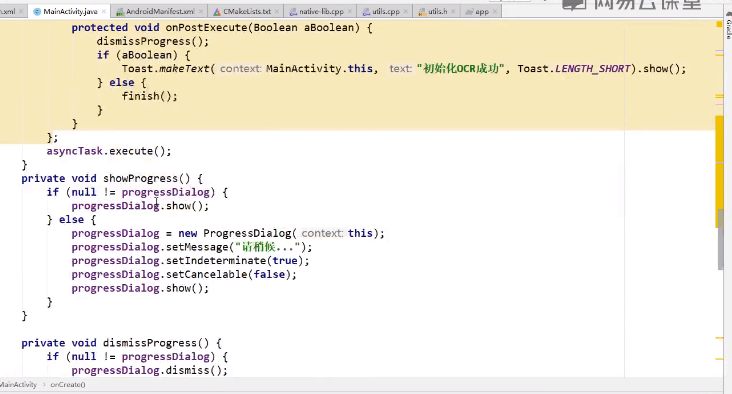 n.xml × MainActivity.java × AndroidManifest.xml × CMakeLists.txt × native-lib.cpp × utils.cpp × utils.h × app ×
网易云课堂
protected void onPostExecute(Boolean aBoolean) {
dismissProgress();
if (aBoolean) {
Toast.makeText( context: MainActivity.this, text: "初始化OCR成功", Toast.LENGTH_SHORT).show();
} else {
finish();
}
}
};
asyncTask.execute();
}
private void showProgress() {
if (null != progressDialog) {
progressDialog.show();
} else {
progressDialog = new ProgressDialog( context: this);
progressDialog.setMessage("请稍候...");
progressDialog.setIndeterminate(true);
progressDialog.setCancelable(false);
progressDialog.show();
}
}
private void dismissProgress() {
if (null != progressDialog) {
progressDialog.dismiss();
MainActivity › onCreate()
Gradle